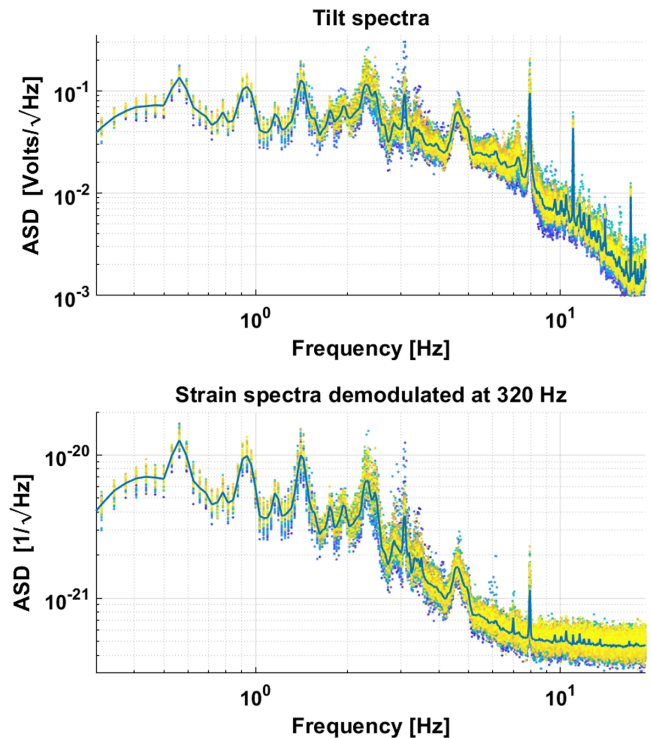 Tilt spectra
ASD [Volts/√Hz]
10⁻¹
10⁻²
10⁻³
10⁰
10¹
Frequency [Hz]
Strain spectra demodulated at 320 Hz
ASD [1/√Hz]
10⁻²⁰
10⁻²¹
10⁰
10¹
Frequency [Hz]